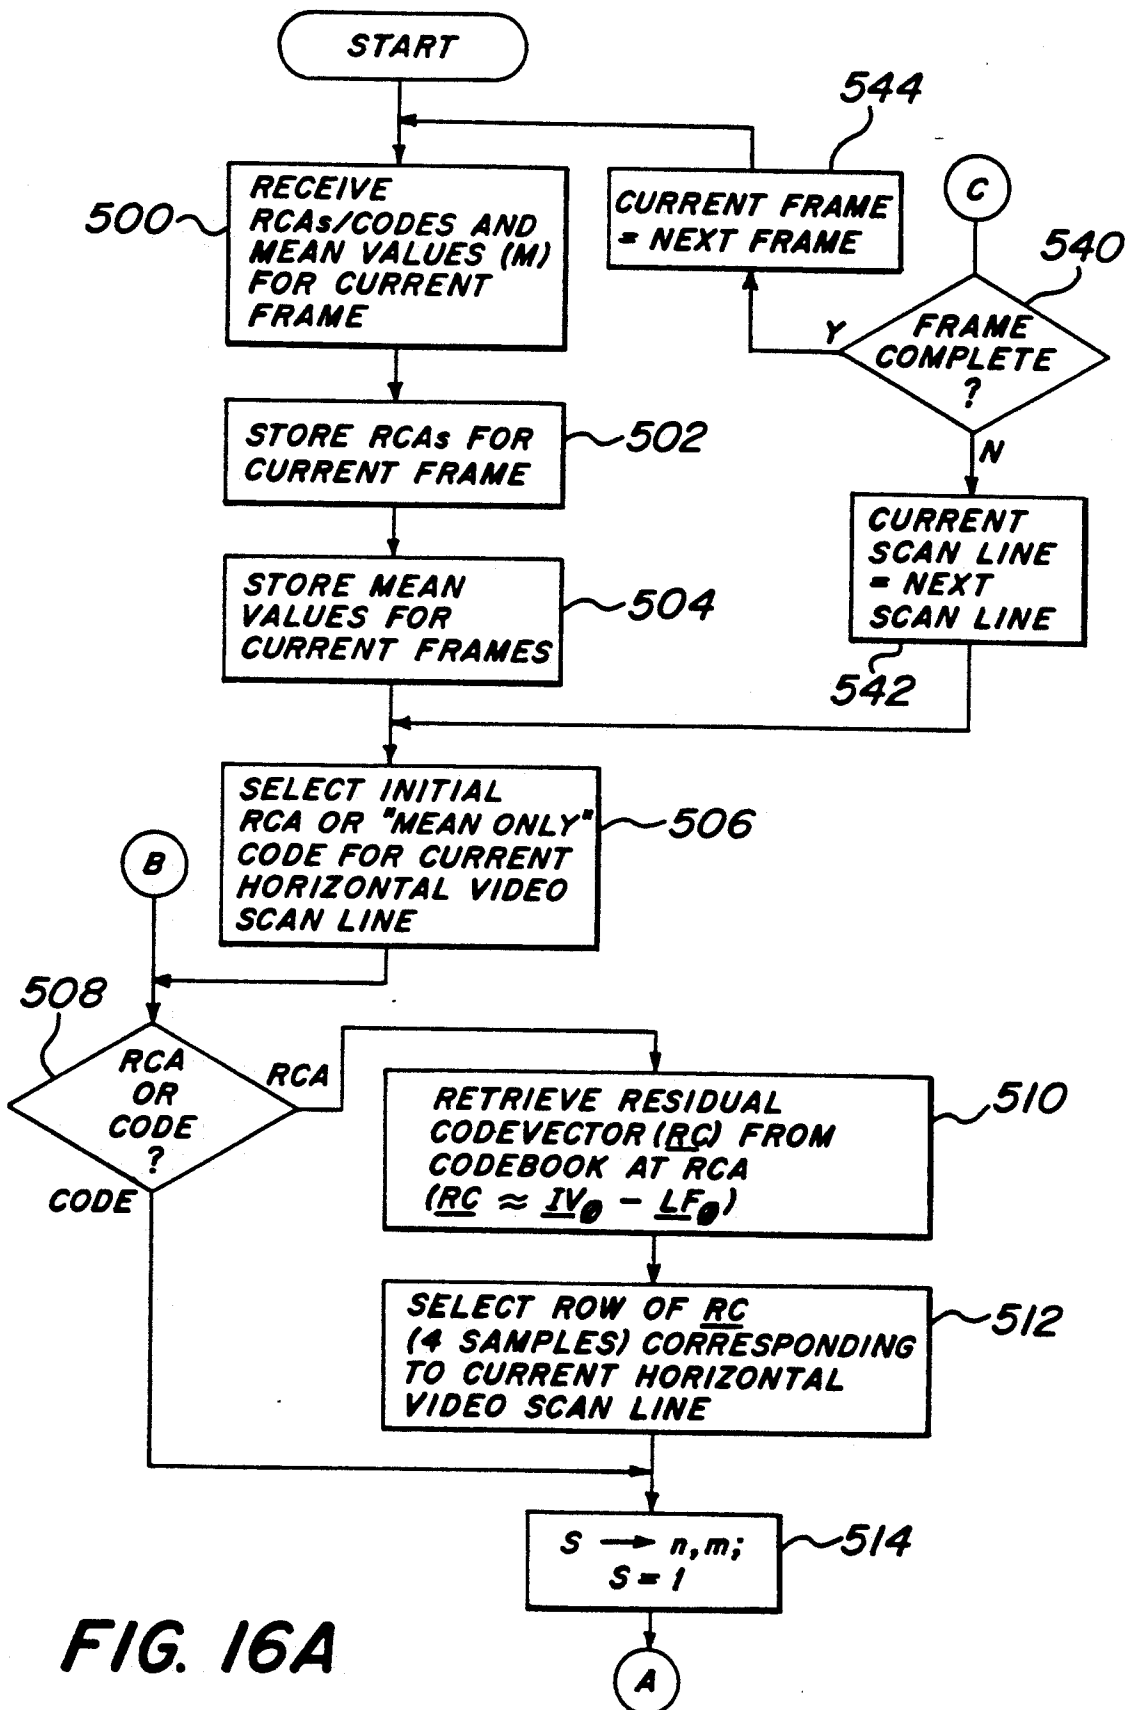 START
544
RECEIVE
RCAs/CODES AND
MEAN VALUES (M)
FOR CURRENT
FRAME
500
CURRENT FRAME
= NEXT FRAME
C
540
FRAME
COMPLETE
?
Y
N
STORE RCAs FOR
CURRENT FRAME
502
CURRENT
SCAN LINE
= NEXT
SCAN LINE
542
STORE MEAN
VALUES FOR
CURRENT FRAMES
504
SELECT INITIAL
RCA OR "MEAN ONLY"
CODE FOR CURRENT
HORIZONTAL VIDEO
SCAN LINE
506
B
508
RCA
OR
CODE
?
RCA
CODE
RETRIEVE RESIDUAL
CODEVECTOR (RC) FROM
CODEBOOK AT RCA
(RC ≈ IV₀ - LF₀)
510
SELECT ROW OF RC
(4 SAMPLES) CORRESPONDING
TO CURRENT HORIZONTAL
VIDEO SCAN LINE
512
S → n,m;
S = 1
514
A
FIG. 16A